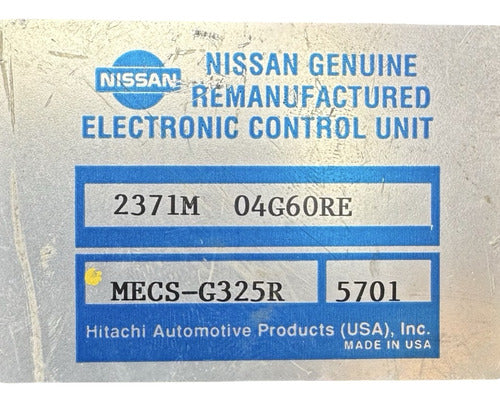 NISSAN
NISSAN GENUINE
REMANUFACTURED
ELECTRONIC CONTROL UNIT
2371M 04G60RE
MECS-G325R 5701
Hitachi Automotive Products (USA), Inc.
MADE IN USA